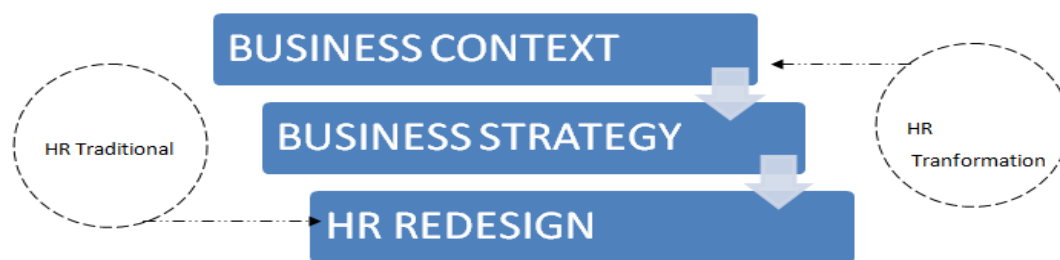 BUSINESS CONTEXT
HR Traditional
BUSINESS STRATEGY
HR
Tranformation
HR REDESIGN